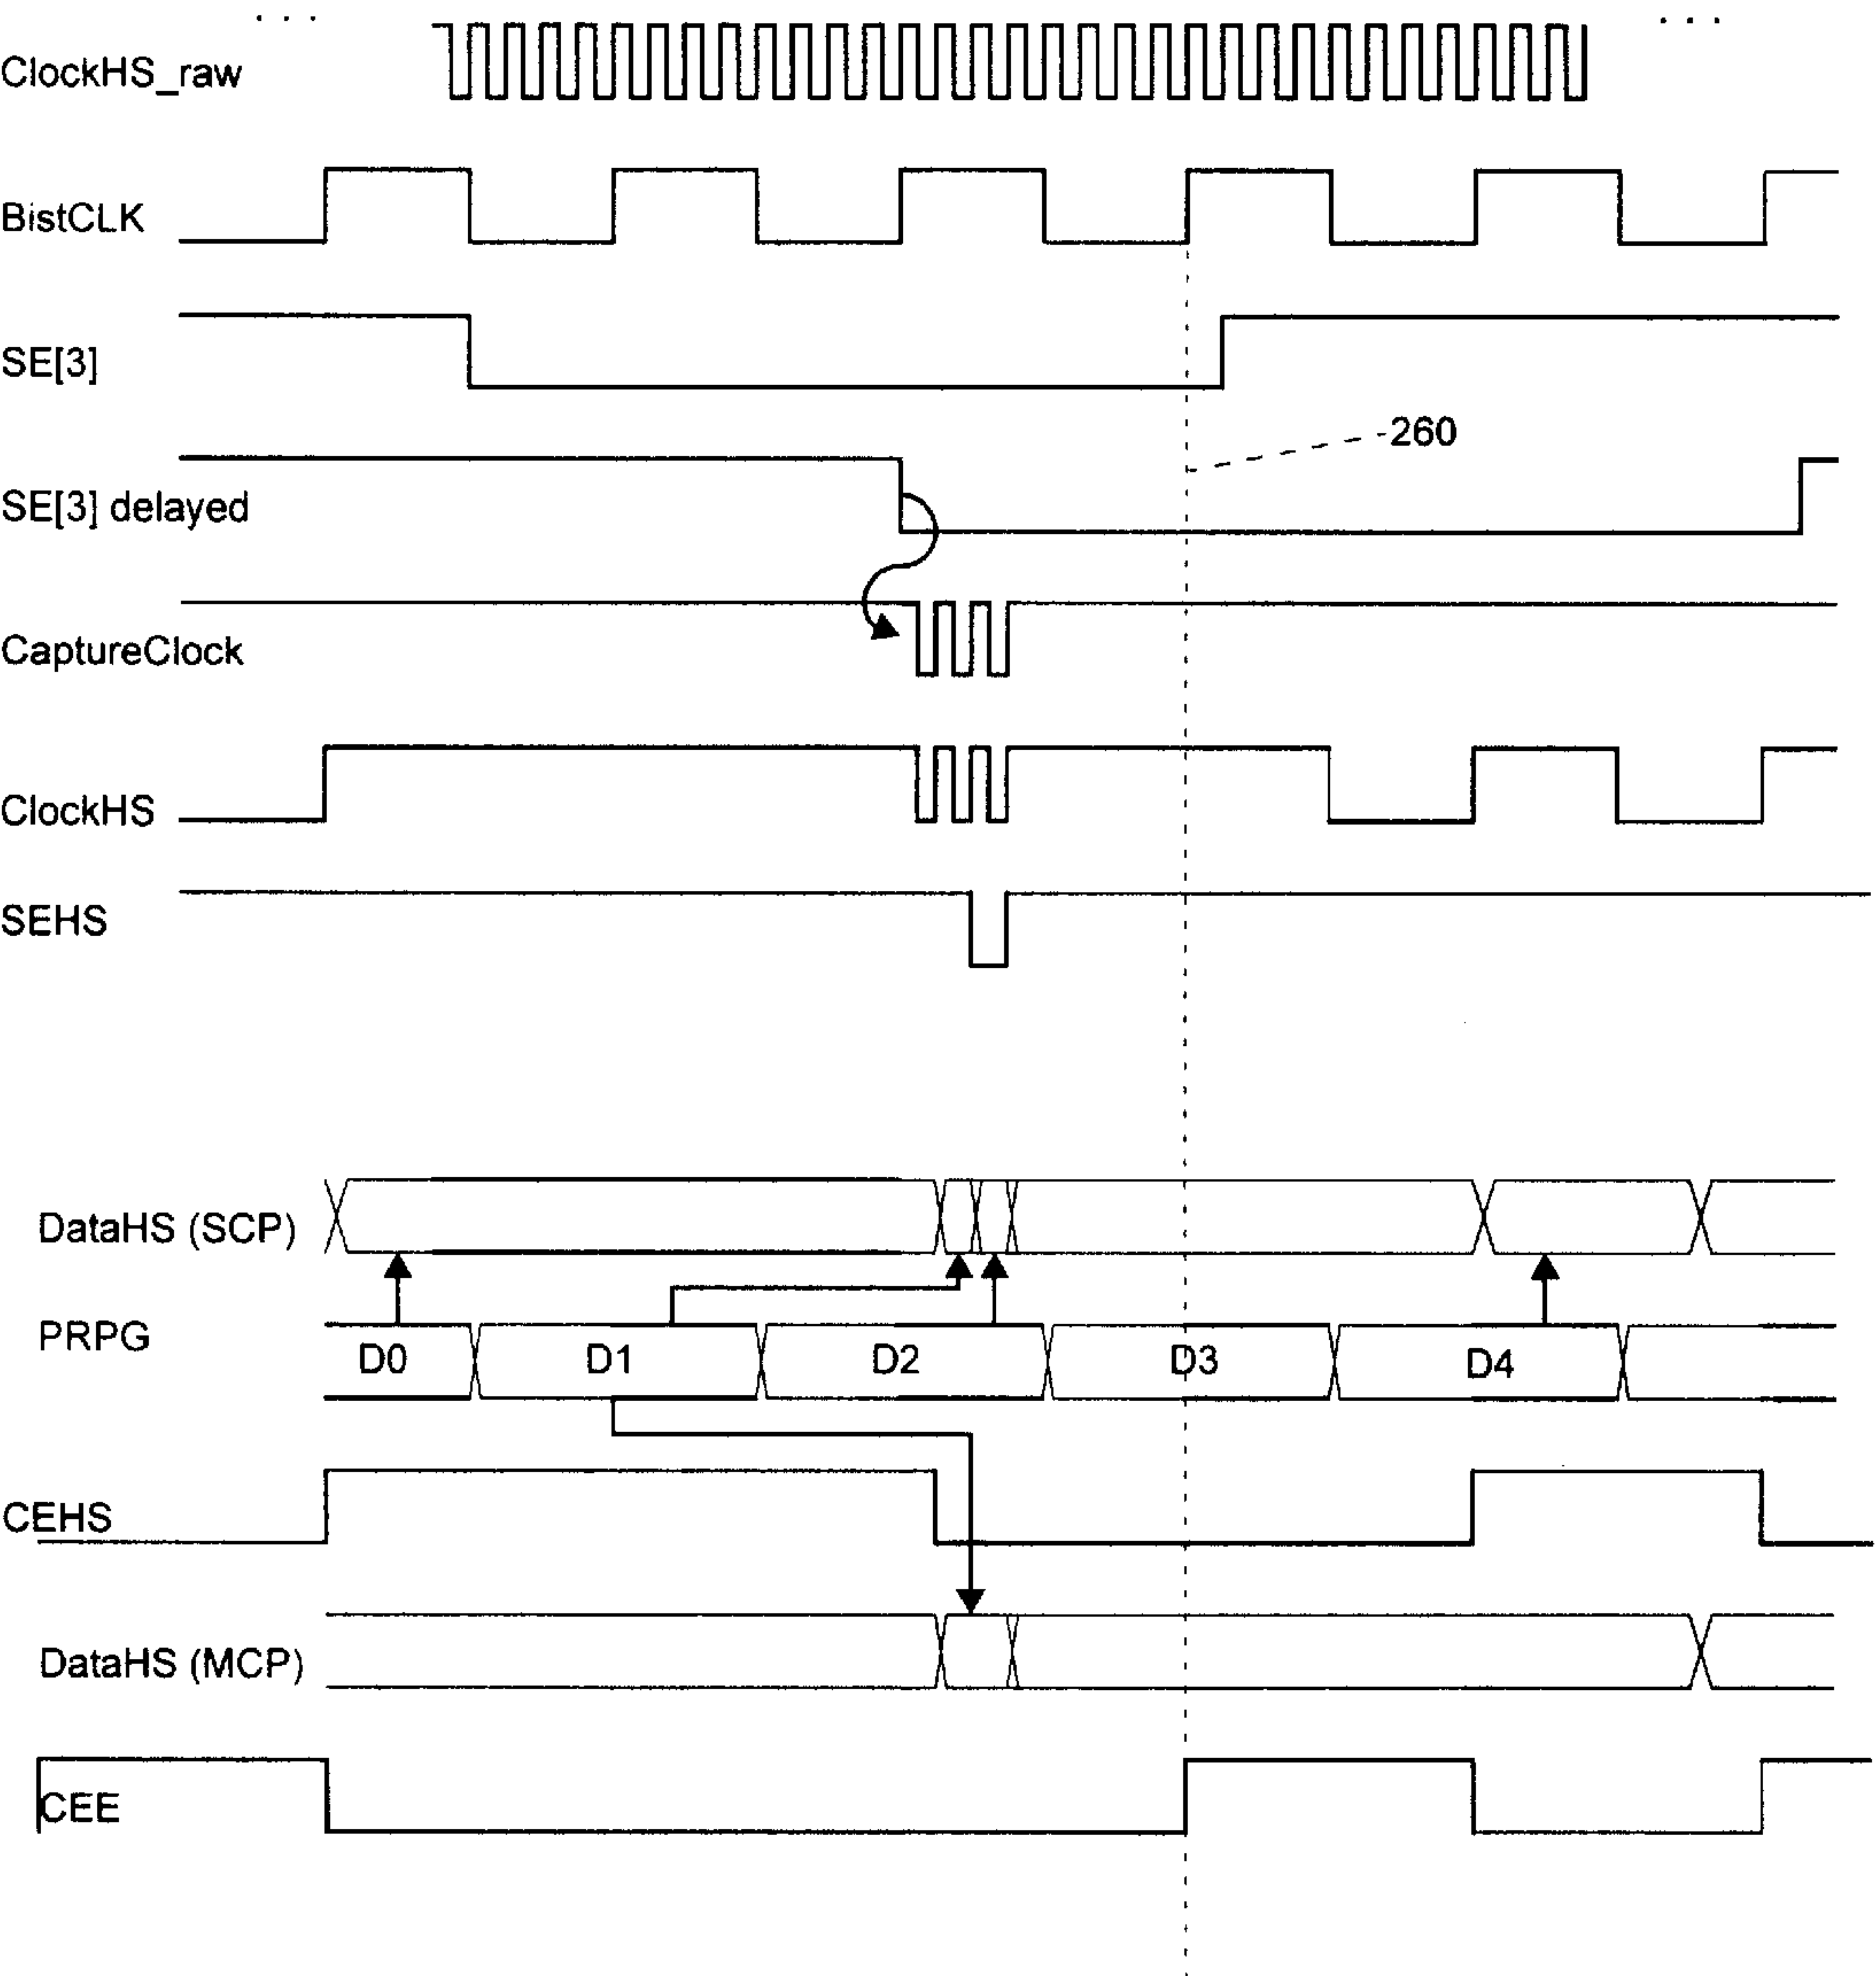 . . .
. . .
ClockHS_raw
BistCLK
SE[3]
260
SE[3] delayed
CaptureClock
ClockHS
SEHS
DataHS (SCP)
PRPG
D0
D1
D2
D3
D4
CEHS
DataHS (MCP)
CEE